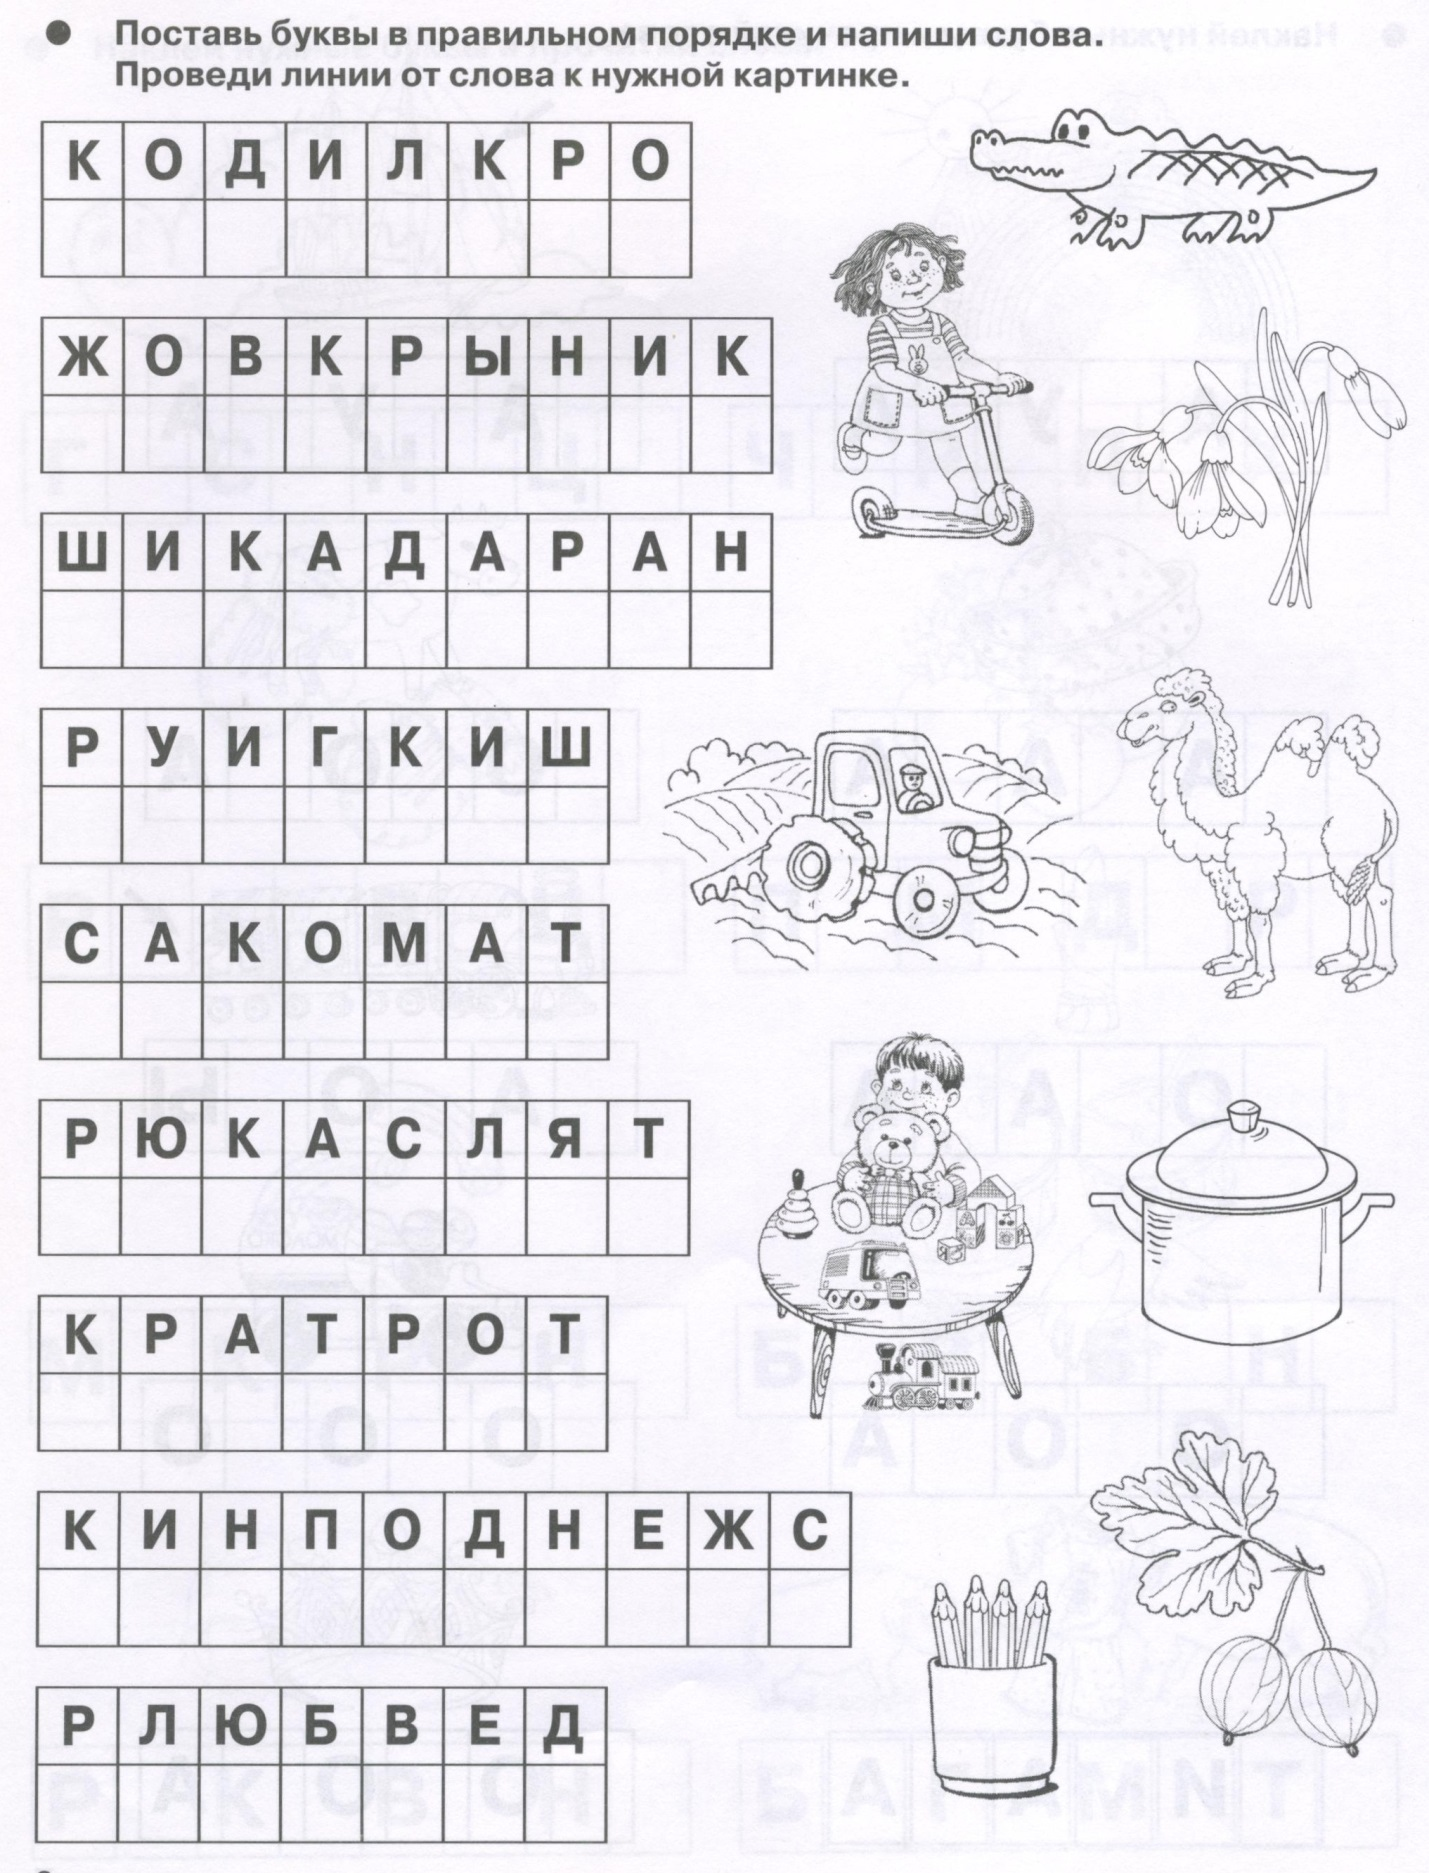 Поставь буквы в правильном порядке и напиши слова.
Проведи линии от слова к нужной картинке.
К О Д И Л К Р О
Ж О В К Р Ы Н И К
Ш И К А Д А Р А Н
Р У И Г К И Ш
С А К О М А Т
Р Ю К А С Л Я Т
К Р А Т Р О Т
К И Н П О Д Н Е Ж С
Р Л Ю Б В Е Д